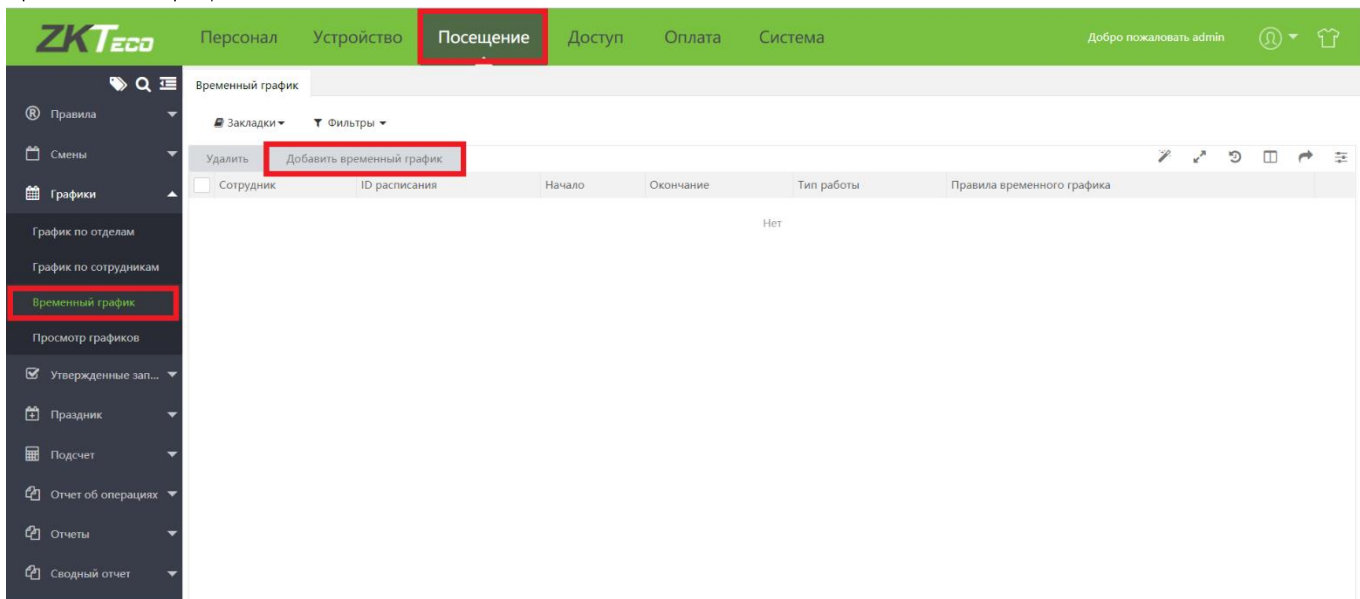 ZKTeco Персонал Устройство Посещение Доступ Оплата Система Добро пожаловать admin
Временный график
Правила
Закладки Фильтры
Смены
Удалить Добавить временный график
Сотрудник ID расписания Начало Окончание Тип работы Правила временного графика
Графики
Нет
График по отделам
График по сотрудникам
Временный график
Просмотр графиков
Утвержденные зап...
Праздник
Подсчет
Отчет об операциях
Отчеты
Сводный отчет